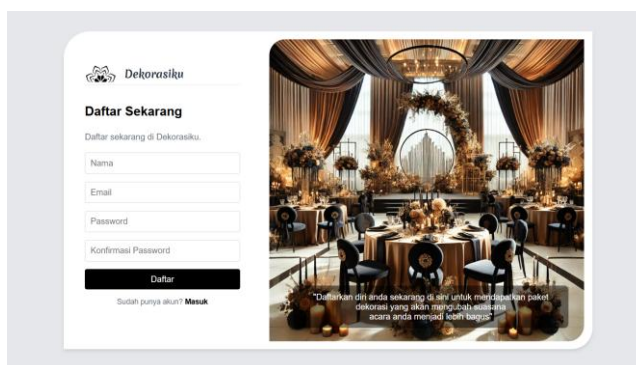 Dekorasiku
Daftar Sekarang
Daftar sekarang di Dekorasiku.
Nama
Email
Password
Konfirmasi Password
Daftar
Sudah punya akun? Masuk
"Daftarkan diri anda sekarang di sini untuk mendapatkan paket
dekorasi yang akan mengubah suasana
acara anda menjadi lebih bagus"